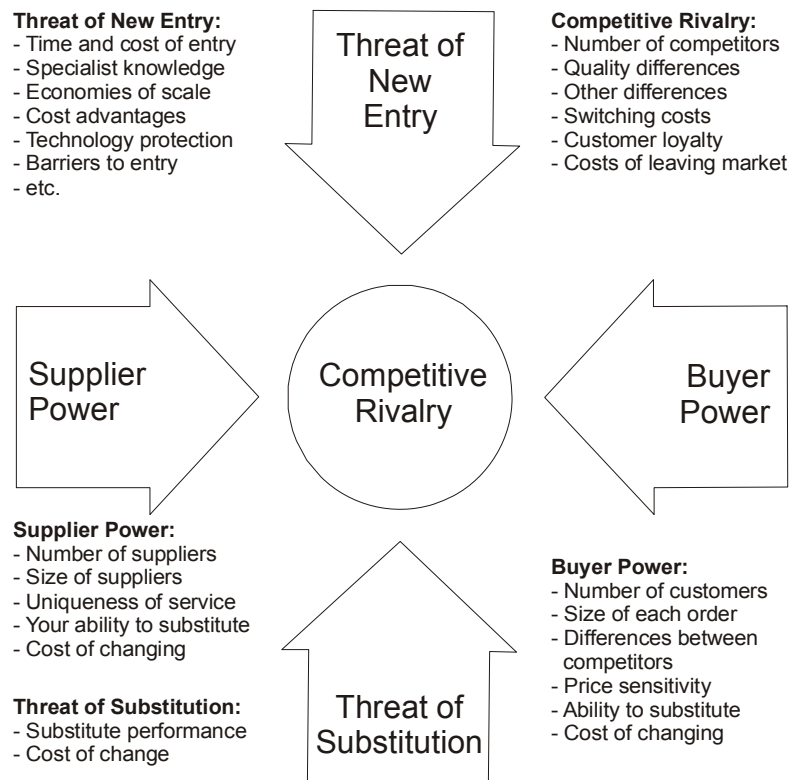 Threat of New Entry:
- Time and cost of entry
- Specialist knowledge
- Economies of scale
- Cost advantages
- Technology protection
- Barriers to entry
- etc.
Threat of
New
Entry
Competitive Rivalry:
- Number of competitors
- Quality differences
- Other differences
- Switching costs
- Customer loyalty
- Costs of leaving market
Supplier
Power
Competitive
Rivalry
Buyer
Power
Supplier Power:
- Number of suppliers
- Size of suppliers
- Uniqueness of service
- Your ability to substitute
- Cost of changing
Threat of Substitution:
- Substitute performance
- Cost of change
Threat of
Substitution
Buyer Power:
- Number of customers
- Size of each order
- Differences between
competitors
- Price sensitivity
- Ability to substitute
- Cost of changing